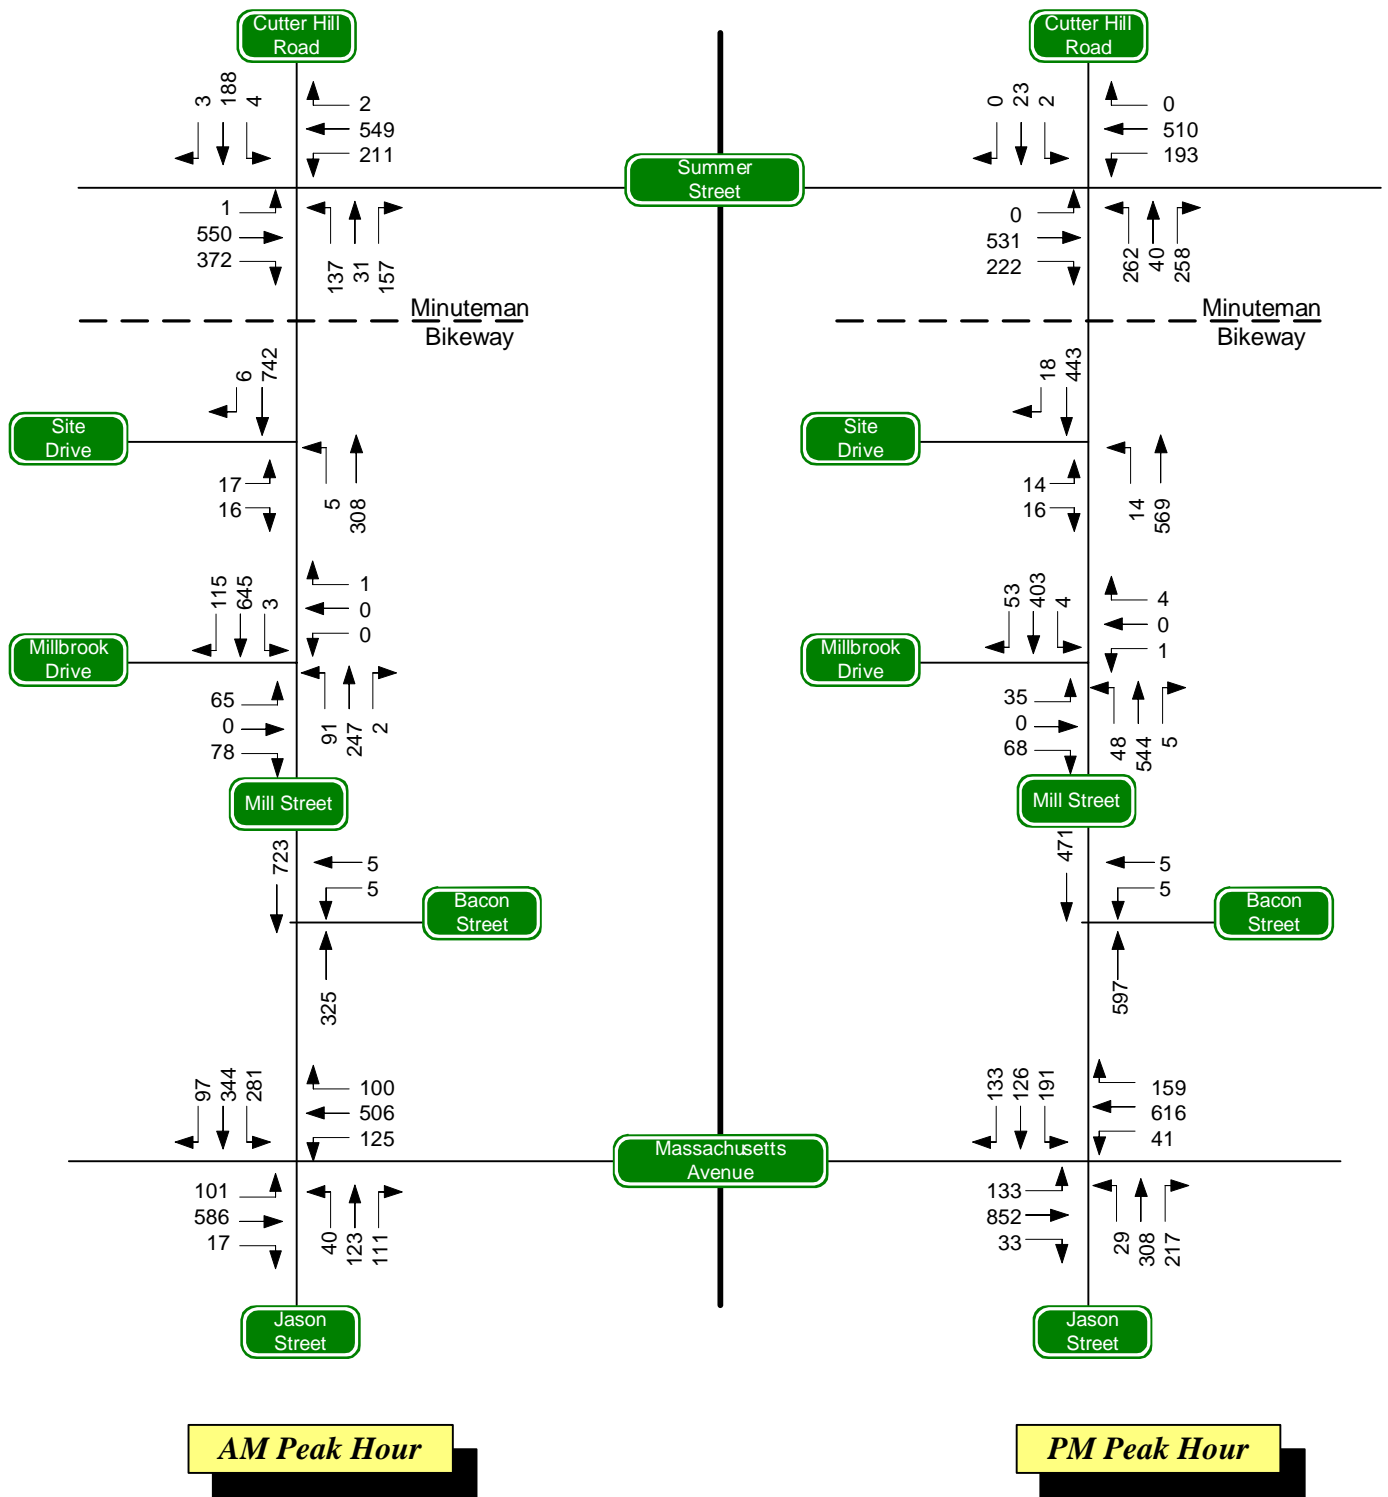 Cutter Hill
Road
3
188
4
2
549
211
1
550
372
137
31
157
Minuteman
Bikeway
6
742
Site
Drive
17
16
5
308
115
645
3
1
0
0
Millbrook
Drive
65
0
78
91
247
2
Mill Street
723
5
5
Bacon
Street
325
97
344
281
100
506
125
101
586
17
40
123
111
Jason
Street
AM Peak Hour
Summer
Street
Massachusetts
Avenue
Cutter Hill
Road
0
23
2
0
510
193
0
531
222
262
40
258
Minuteman
Bikeway
18
443
Site
Drive
14
16
14
569
53
403
4
4
0
1
Millbrook
Drive
35
0
68
48
544
5
Mill Street
471
5
5
Bacon
Street
597
133
126
191
159
616
41
133
852
33
29
308
217
Jason
Street
PM Peak Hour